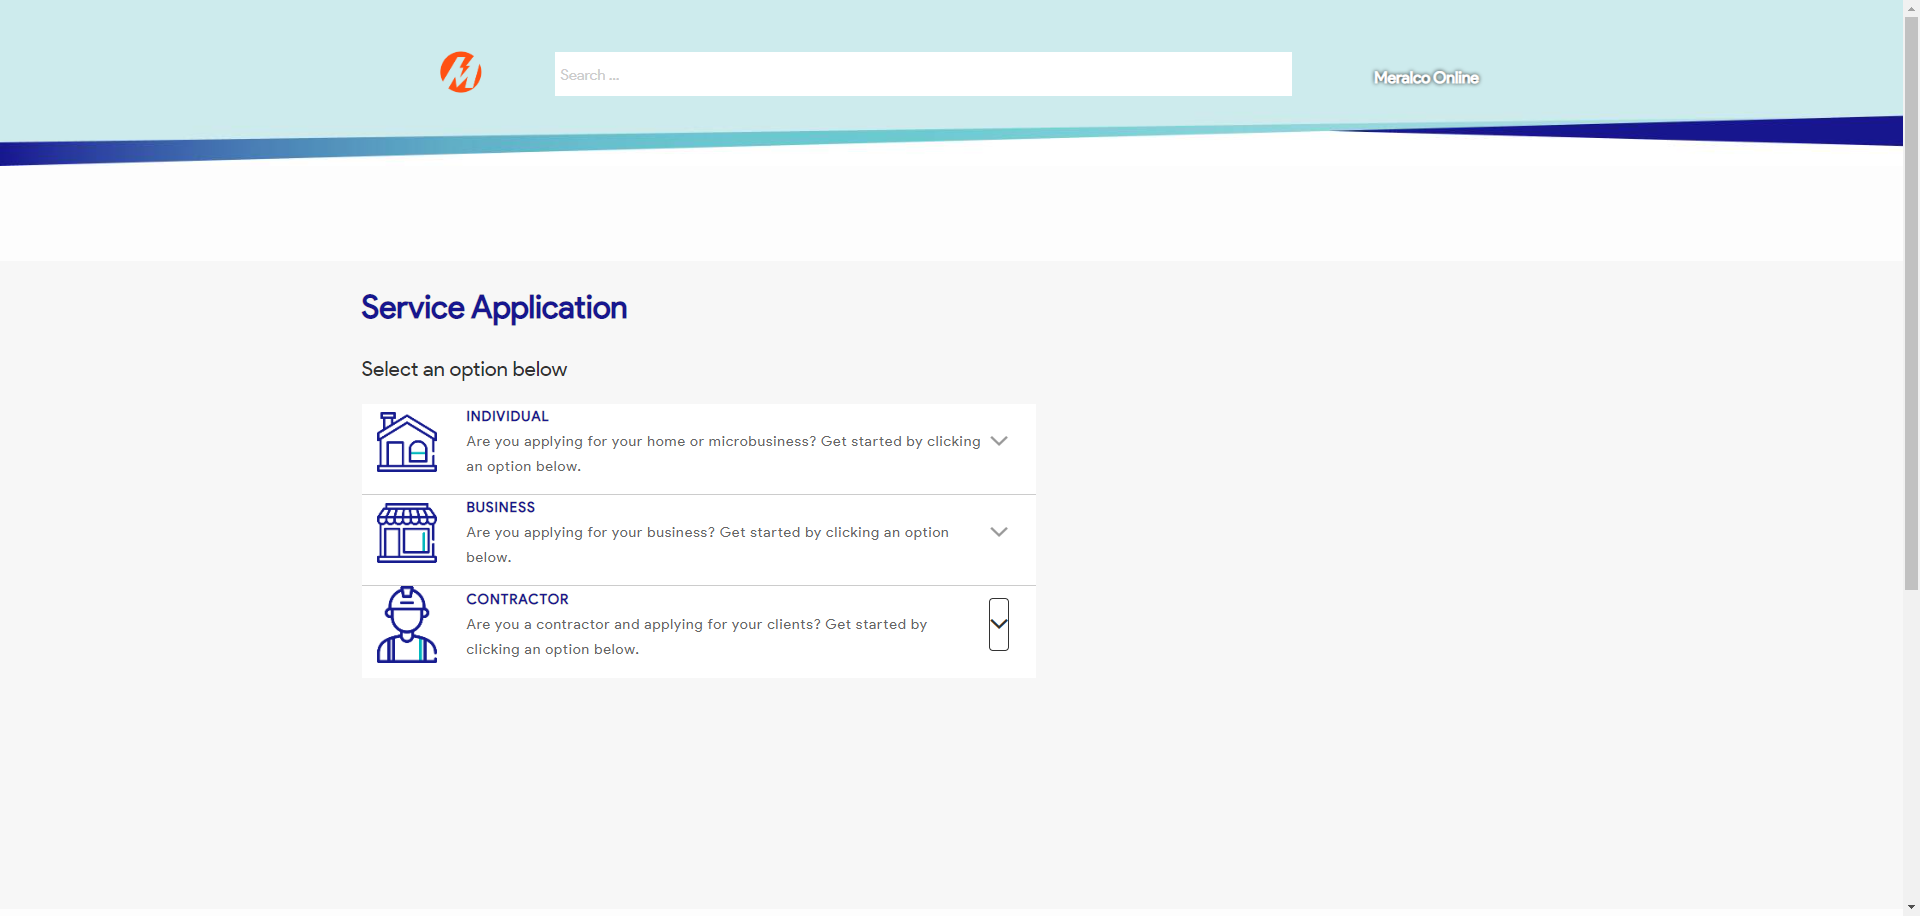 Search ...
Meralco Online
Service Application
Select an option below
INDIVIDUAL
Are you applying for your home or microbusiness? Get started by clicking
an option below.
BUSINESS
Are you applying for your business? Get started by clicking an option
below.
CONTRACTOR
Are you a contractor and applying for your clients? Get started by
clicking an option below.